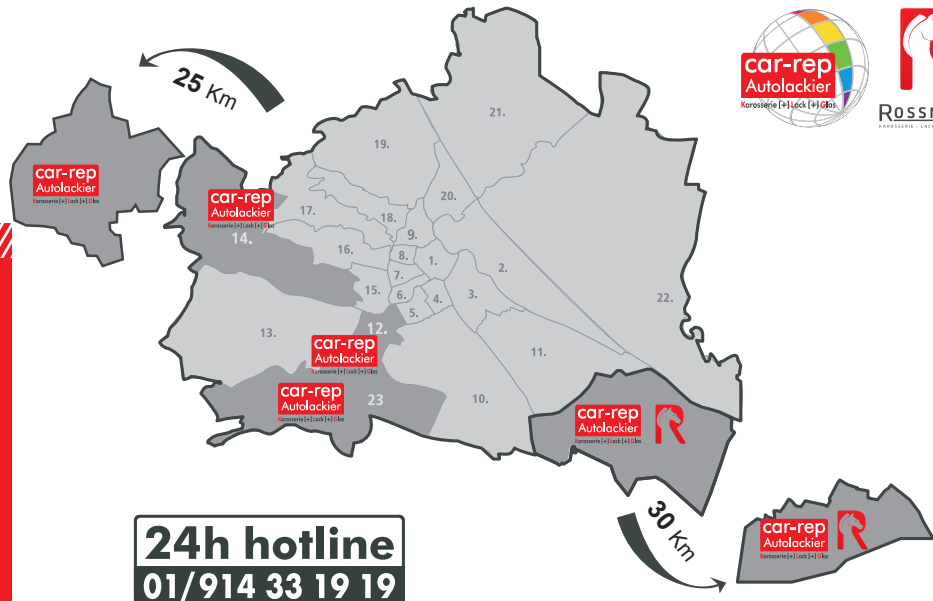 25 Km
car-rep
Autolackier
Karosserie [+] Lack [+] Glas
21.
19.
car-rep
Autolackier
Karosserie [+] Lack [+] Glas
car-rep
Autolackier
Karosserie [+] Lack [+] Glas
20.
17.
18.
9.
14.
16.
8.
1.
2.
7.
15.
6.
4.
3.
22.
5.
13.
12.
11.
car-rep
Autolackier
Karosserie [+] Lack [+] Glas
car-rep
Autolackier
Karosserie [+] Lack [+] Glas
23
10.
car-rep
Autolackier
Karosserie [+] Lack [+] Glas
R
30 Km
car-rep
Autolackier
Karosserie [+] Lack [+] Glas
R
24h hotline
01/914 33 19 19